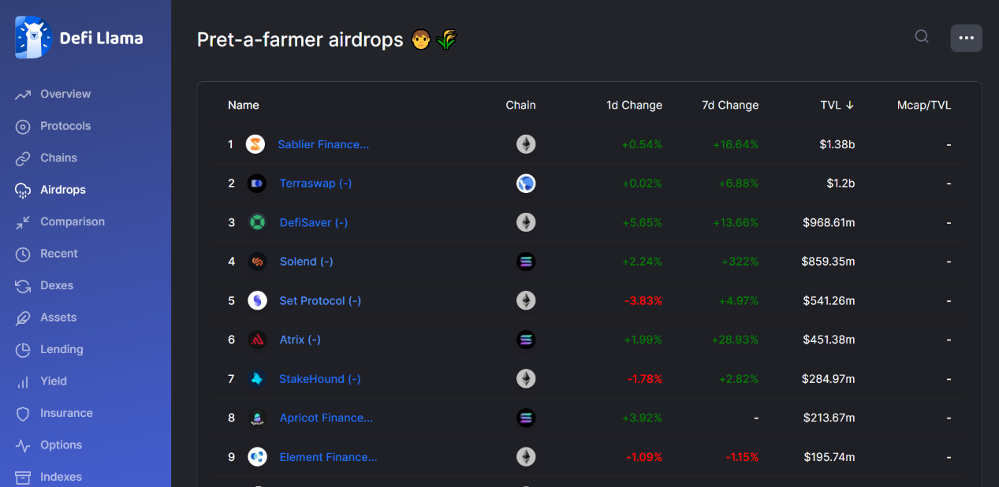 Defi Llama
Overview
Protocols
Chains
Airdrops
Comparison
Recent
Dexes
Assets
Lending
Yield
Insurance
Options
Indexes
Pret-a-farmer airdrops 🧑‍🌾
Name Chain 1d Change 7d Change TVL ↓ Mcap/TVL
1 Sablier Finance... +0.54% +16.64% $1.38b -
2 Terraswap (-) +0.02% +6.88% $1.2b -
3 DefiSaver (-) +5.65% +13.66% $968.61m -
4 Solend (-) +2.24% +322% $859.35m -
5 Set Protocol (-) -3.83% +4.97% $541.26m -
6 Atrix (-) +1.99% +28.93% $451.38m -
7 StakeHound (-) -1.78% +2.82% $284.97m -
8 Apricot Finance... +3.92% - $213.67m -
9 Element Finance... -1.09% -1.15% $195.74m -